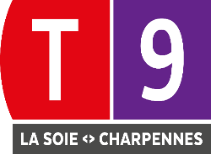 T 9
LA SOIE <> CHARPENNES